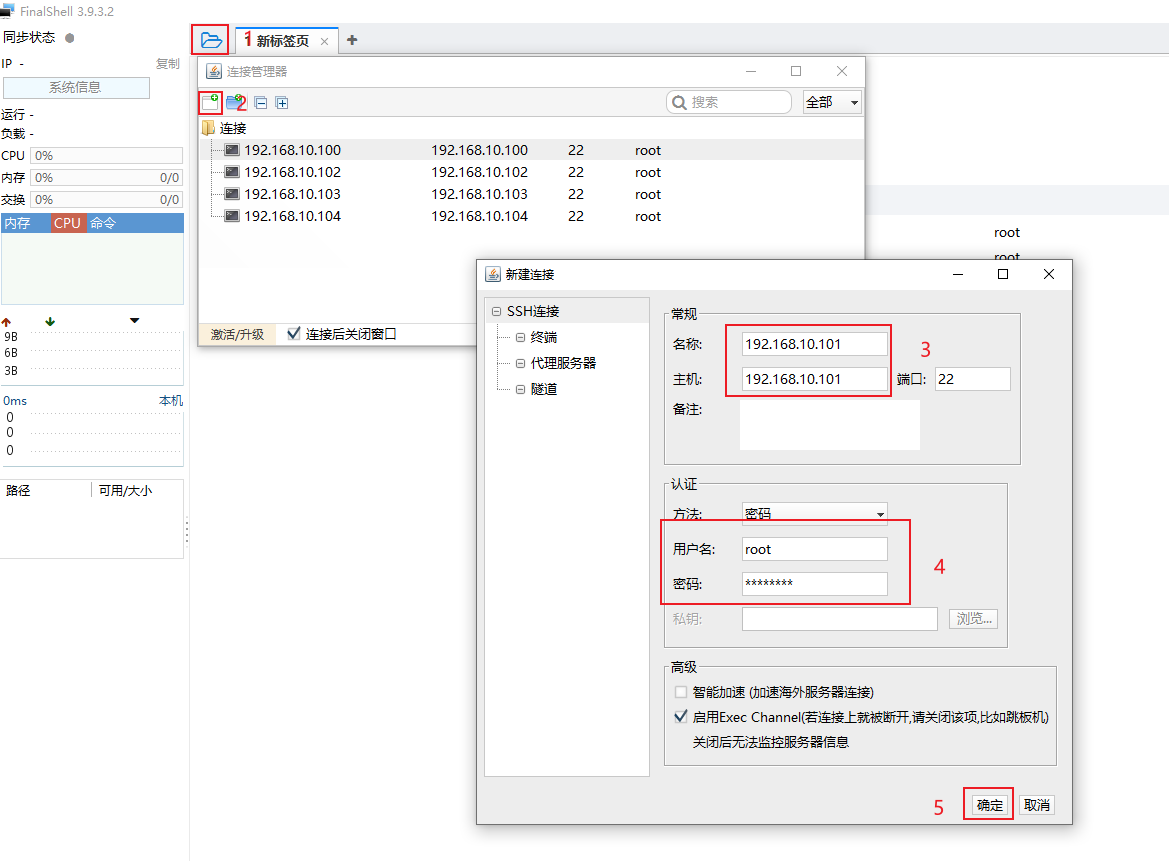 FinalShell 3.9.3.2
同步状态
IP -
复制
系统信息
运行 -
负载 -
CPU 0%
内存 0% 0/0
交换 0% 0/0
内存 CPU 命令
9B
6B
3B
0ms 本机
0
0
0
路径 可用/大小
1 新标签页
连接管理器
2
搜索
全部
连接
192.168.10.100 192.168.10.100 22 root
192.168.10.102 192.168.10.102 22 root
192.168.10.103 192.168.10.103 22 root
192.168.10.104 192.168.10.104 22 root
激活/升级 连接后关闭窗口
root
root
新建连接
SSH连接
终端
代理服务器
隧道
常规
名称: 192.168.10.101 3
主机: 192.168.10.101 端口: 22
备注:
认证
方法: 密码
用户名: root
4
密码: ********
私钥: 浏览...
高级
智能加速 (加速海外服务器连接)
启用Exec Channel(若连接上就被断开,请关闭该项,比如跳板机)
关闭后无法监控服务器信息
5 确定 取消